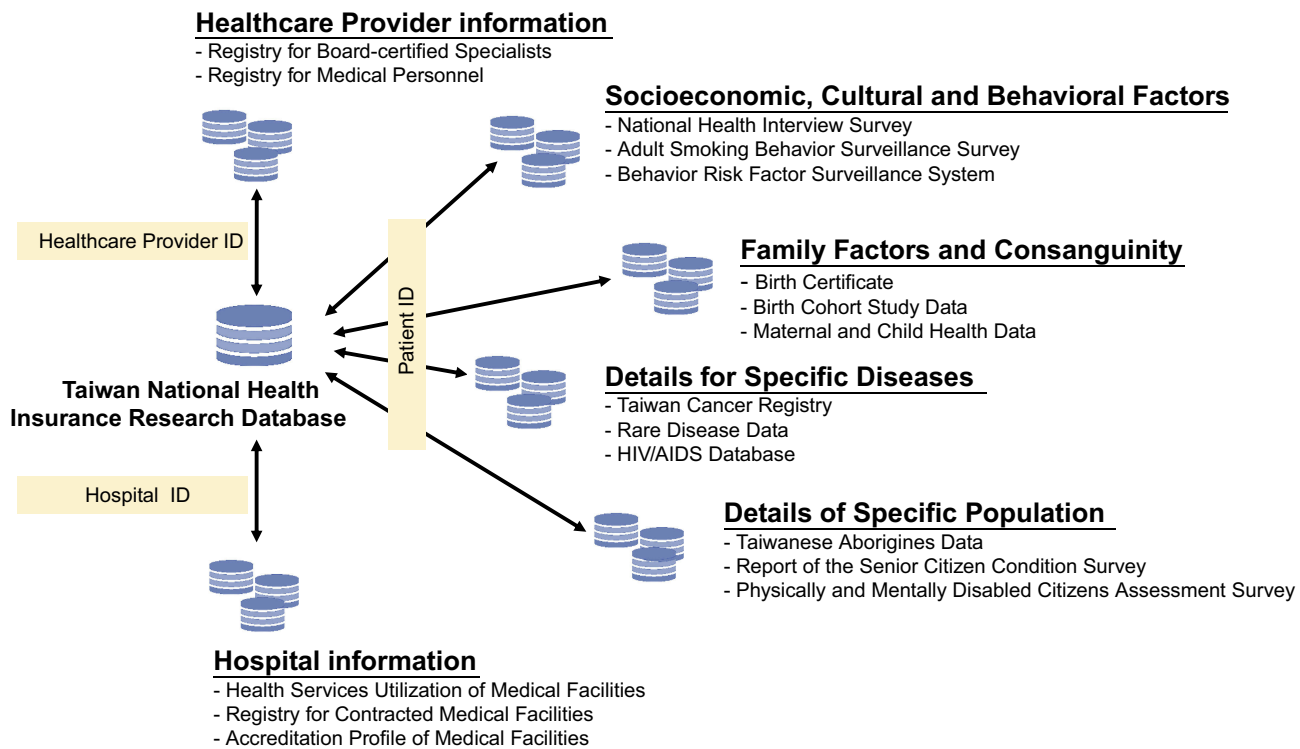 Healthcare Provider information
- Registry for Board-certified Specialists
- Registry for Medical Personnel
Socioeconomic, Cultural and Behavioral Factors
- National Health Interview Survey
- Adult Smoking Behavior Surveillance Survey
- Behavior Risk Factor Surveillance System
Healthcare Provider ID
Patient ID
Family Factors and Consanguinity
- Birth Certificate
- Birth Cohort Study Data
- Maternal and Child Health Data
Taiwan National Health
Insurance Research Database
Details for Specific Diseases
- Taiwan Cancer Registry
- Rare Disease Data
- HIV/AIDS Database
Hospital ID
Details of Specific Population
- Taiwanese Aborigines Data
- Report of the Senior Citizen Condition Survey
- Physically and Mentally Disabled Citizens Assessment Survey
Hospital information
- Health Services Utilization of Medical Facilities
- Registry for Contracted Medical Facilities
- Accreditation Profile of Medical Facilities